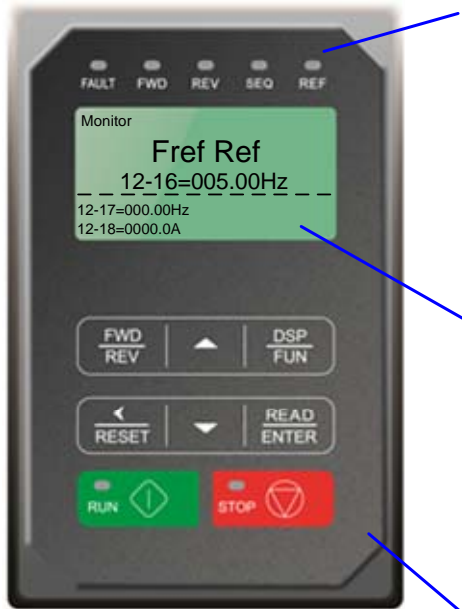 FAULT FWD REV SEQ REF
Monitor
Fref Ref
12-16=005.00Hz
12-17=000.00Hz
12-18=0000.0A
FWD
REV
DSP
FUN
RESET
READ
ENTER
RUN
STOP